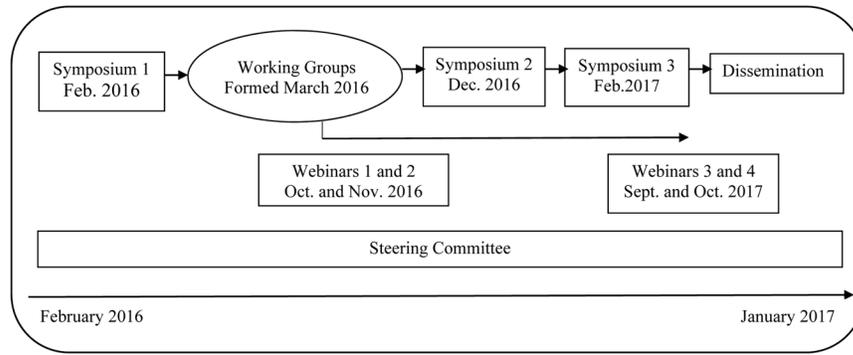 Symposium 1
Feb. 2016
Working Groups
Formed March 2016
Symposium 2
Dec. 2016
Symposium 3
Feb.2017
Dissemination
Webinars 1 and 2
Oct. and Nov. 2016
Webinars 3 and 4
Sept. and Oct. 2017
Steering Committee
February 2016
January 2017